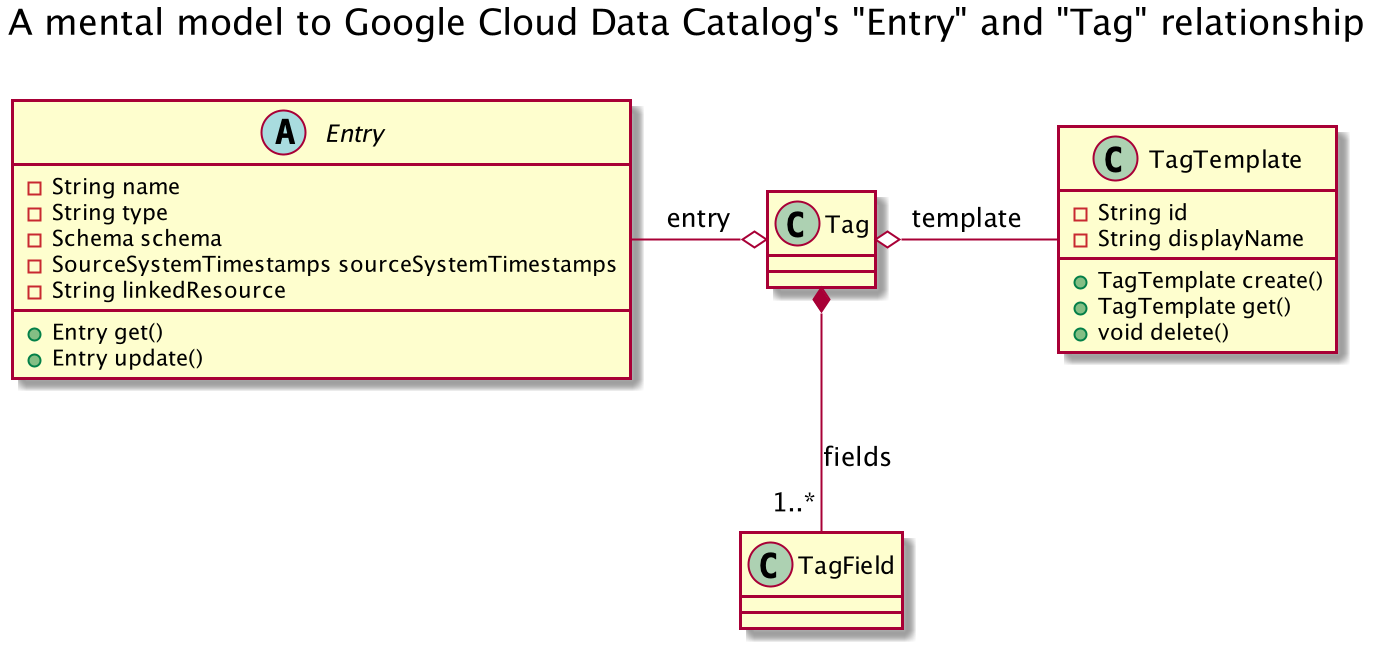 A mental model to Google Cloud Data Catalog's "Entry" and "Tag" relationship
A Entry
String name
String type
Schema schema
SourceSystemTimestamps sourceSystemTimestamps
String linkedResource
Entry get()
Entry update()
entry
C Tag
template
C TagTemplate
String id
String displayName
TagTemplate create()
TagTemplate get()
void delete()
fields
1..*
C TagField